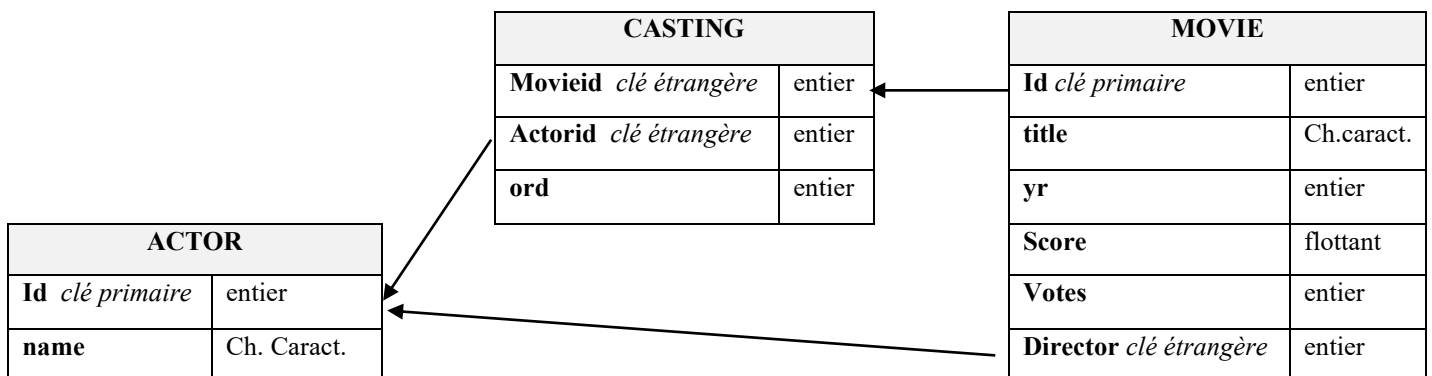 CASTING
Movieid clé étrangère entier
Actorid clé étrangère entier
ord entier
MOVIE
Id clé primaire entier
title Ch.caract.
yr entier
Score flottant
Votes entier
Director clé étrangère entier
ACTOR
Id clé primaire entier
name Ch. Caract.